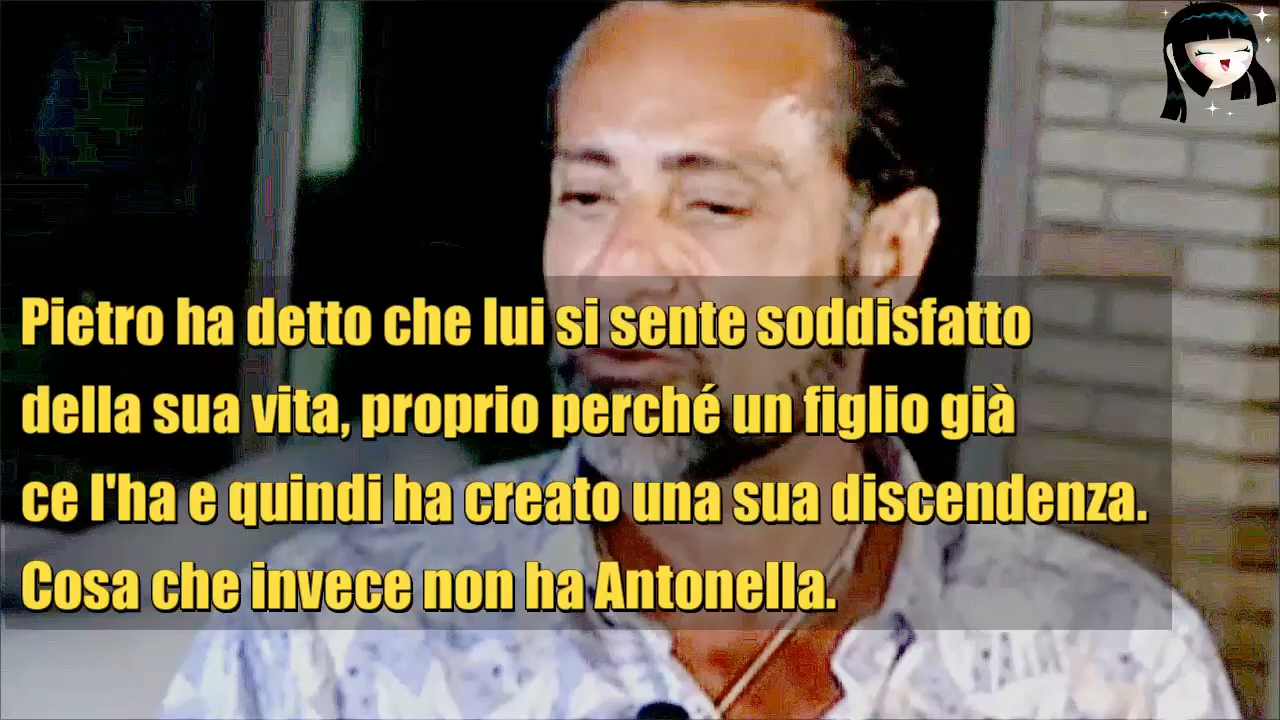 Pietro ha detto che lui si sente soddisfatto
della sua vita, proprio perché un figlio già
ce l'ha e quindi ha creato una sua discendenza.
Cosa che invece non ha Antonella.